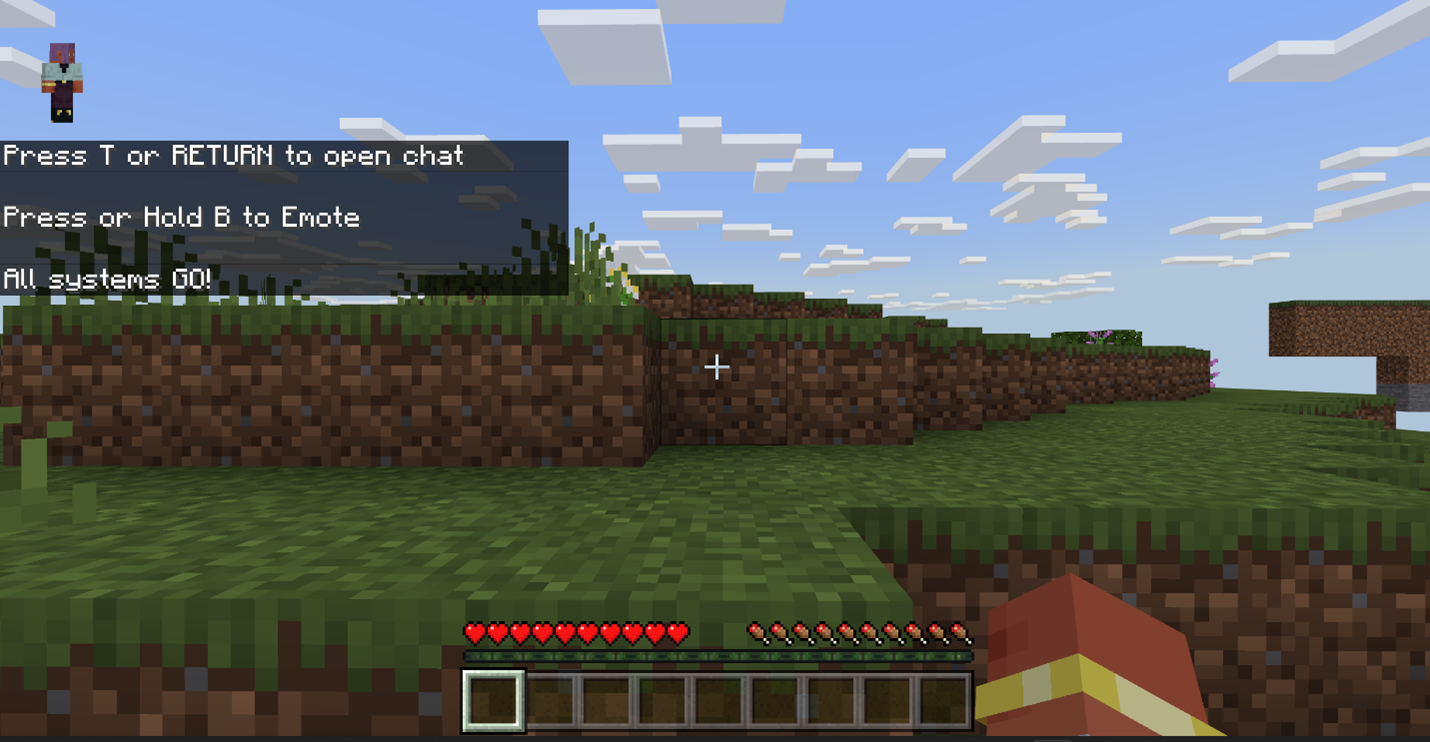 Press T or RETURN to open chat
Press or Hold B to Emote
All systems GO!